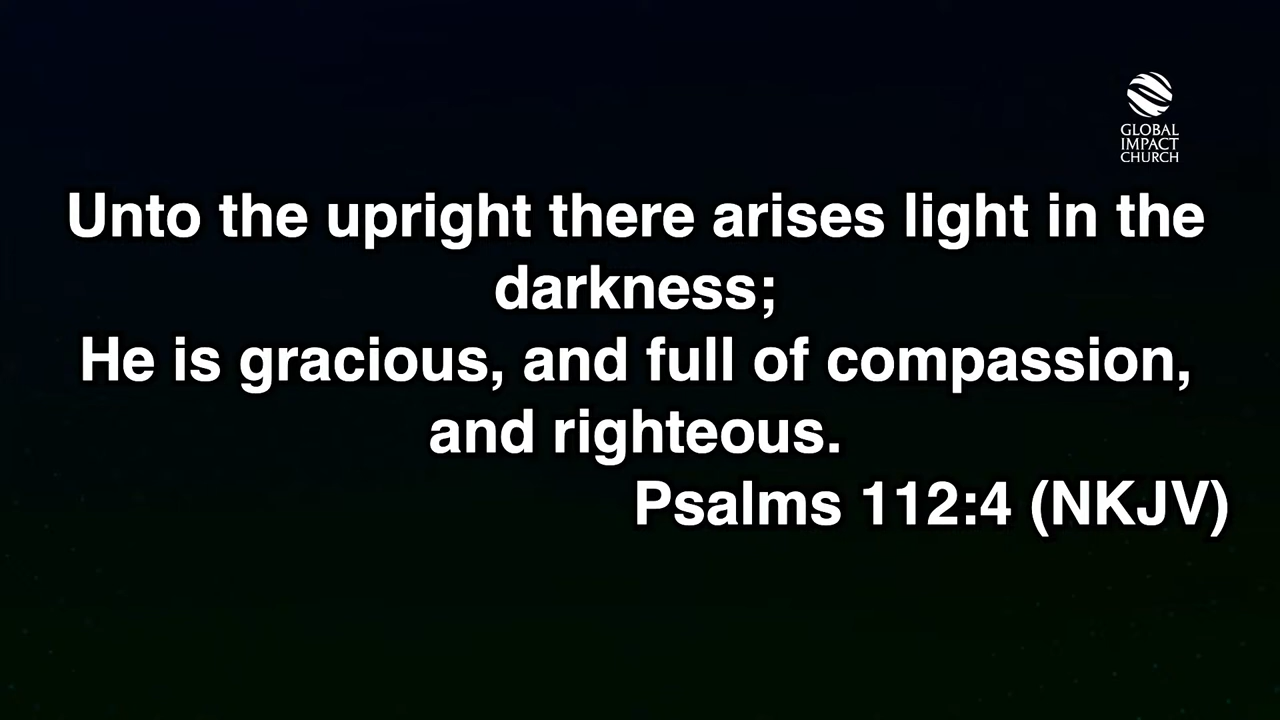 GLOBAL
IMPACT
CHURCH
Unto the upright there arises light in the
darkness;
He is gracious, and full of compassion,
and righteous.
Psalms 112:4 (NKJV)